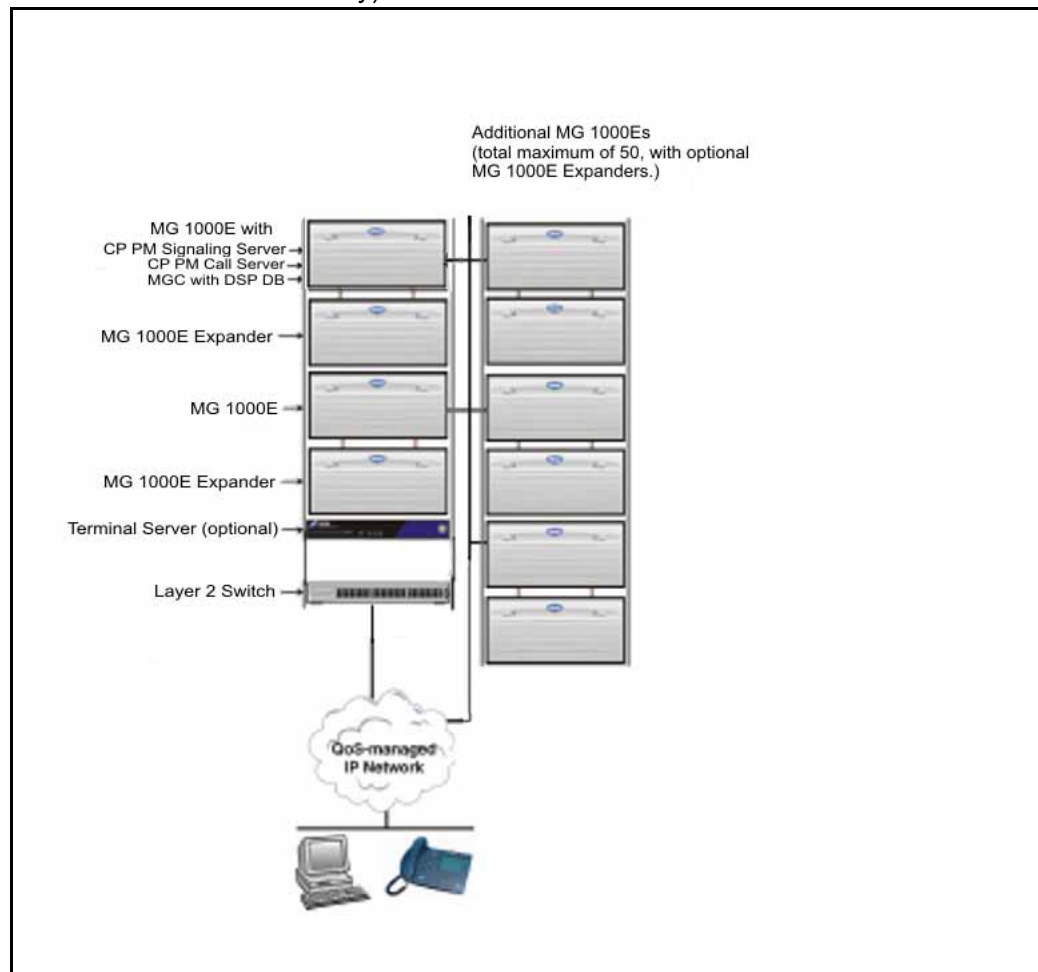 Additional MG 1000Es
(total maximum of 50, with optional
MG 1000E Expanders.)
MG 1000E with
CP PM Signaling Server
CP PM Call Server
MGC with DSP DB
MG 1000E Expander
MG 1000E
MG 1000E Expander
Terminal Server (optional)
Layer 2 Switch
QoS-managed
IP Network